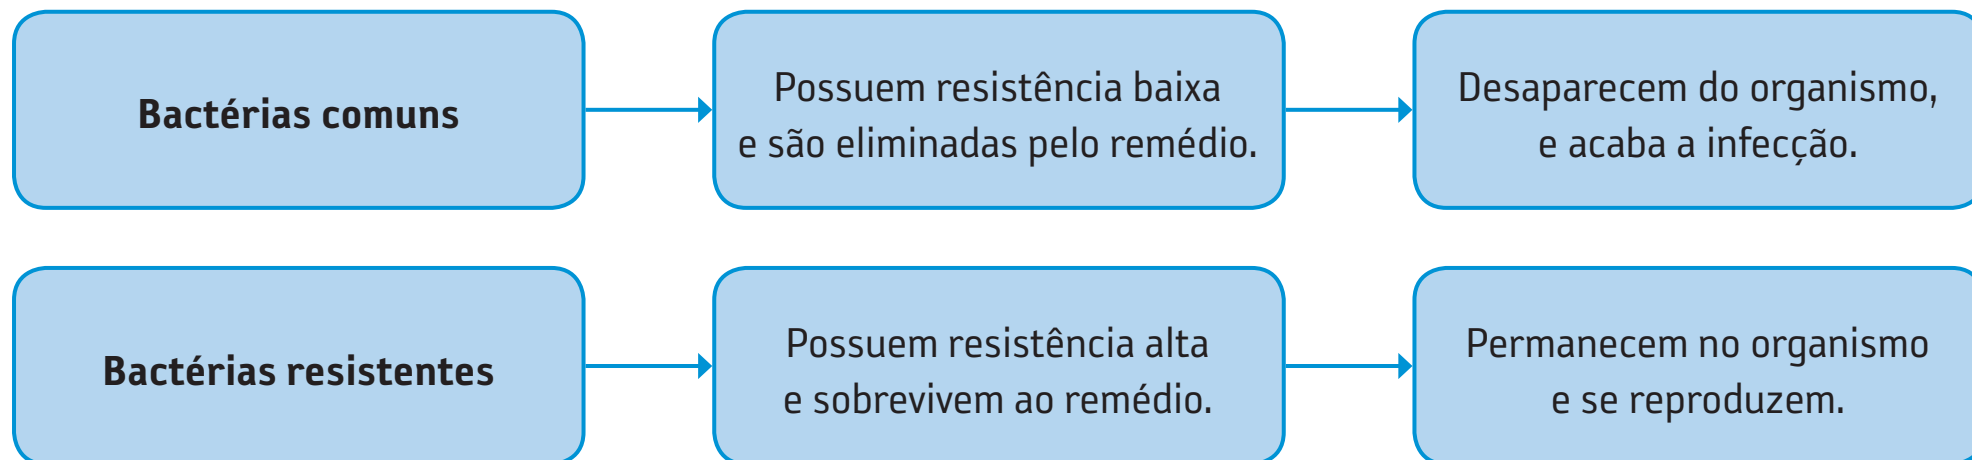 Bactérias comuns
Possuem resistência baixa
e são eliminadas pelo remédio.
Desaparecem do organismo,
e acaba a infecção.
Bactérias resistentes
Possuem resistência alta
e sobrevivem ao remédio.
Permanecem no organismo
e se reproduzem.